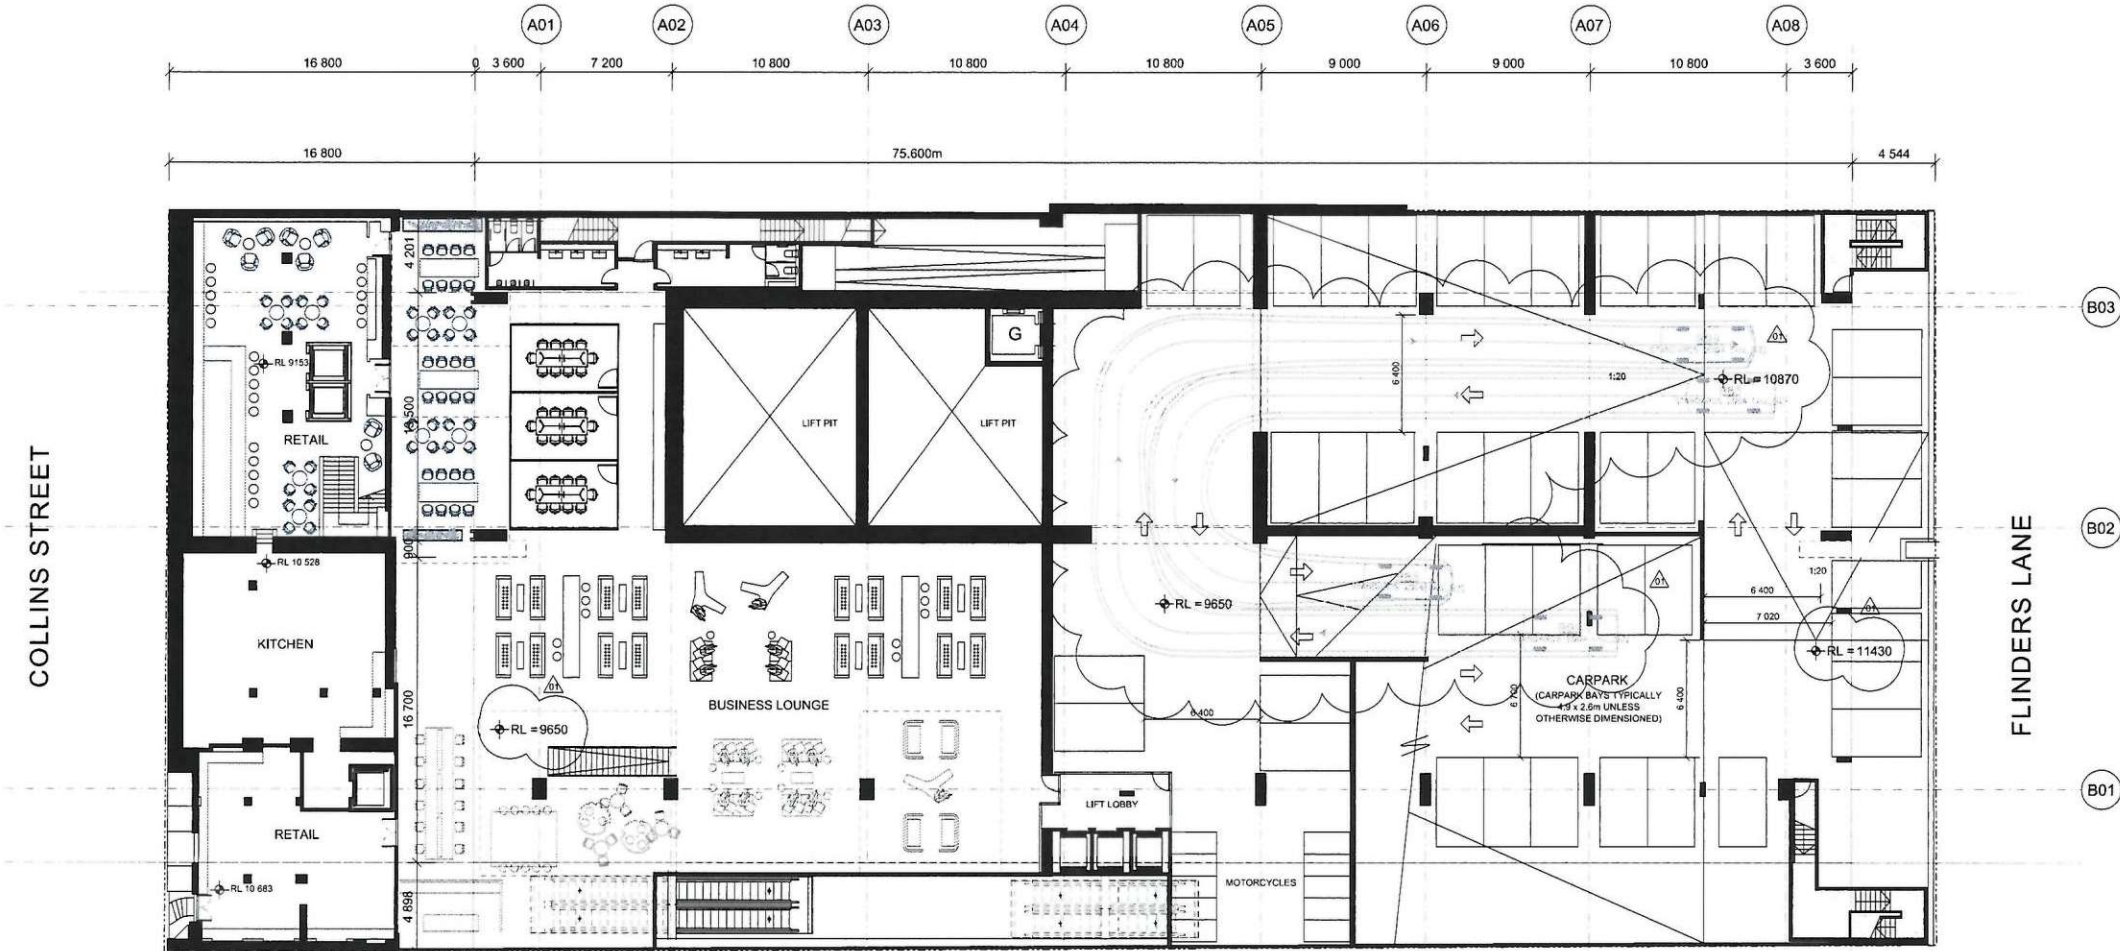 A01
A02
A03
A04
A05
A06
A07
A08
16 800
0
3 600
7 200
10 800
10 800
10 800
9 000
9 000
10 800
3 600
16 800
75.600m
4 544
COLLINS STREET
FLINDERS LANE
B03
B02
B01
4 201
900
16 700
4 898
RL 9153
RETAIL
RL 10 528
KITCHEN
RETAIL
RL 10 683
LIFT PIT
LIFT PIT
G
01
RL = 9650
BUSINESS LOUNGE
RL = 9650
6 400
1:20
01
RL = 10870
01
1:20
6 400
7 020
01
RL = 11430
CARPARK
(CARPARK BAYS TYPICALLY
4.9 x 2.6m UNLESS
OTHERWISE DIMENSIONED)
6 400
6 400
LIFT LOBBY
MOTORCYCLES